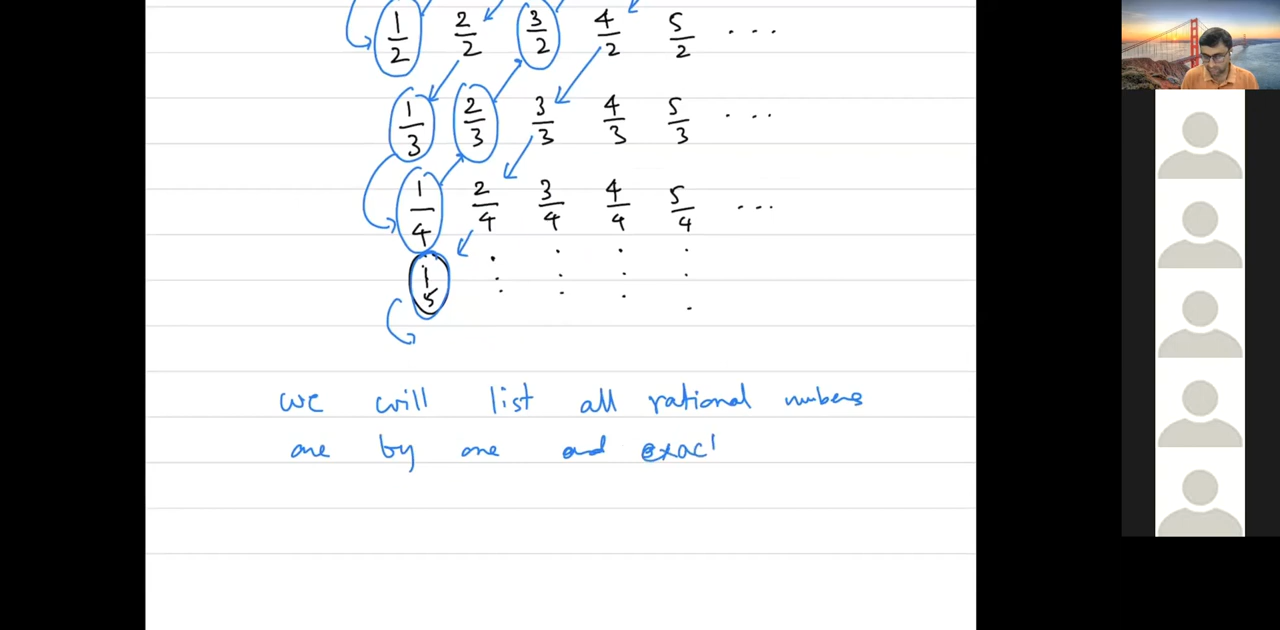 1/2 2/2 3/2 4/2 5/2 ...
1/3 2/3 3/3 4/3 5/3 ...
1/4 2/4 3/4 4/4 5/4 ...
1/5
we will list all rational numbers
one by one and exact